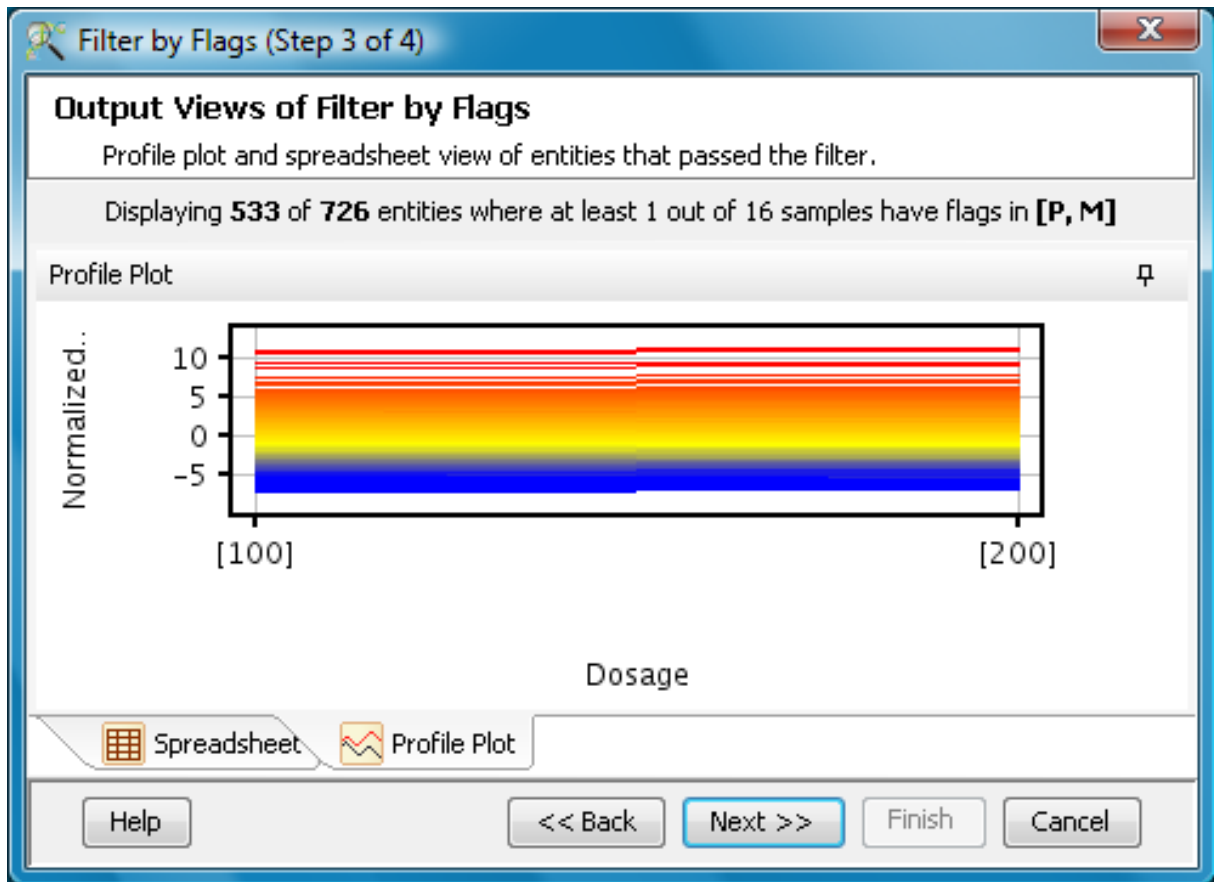 Filter by Flags (Step 3 of 4)
Output Views of Filter by Flags
Profile plot and spreadsheet view of entities that passed the filter.
Displaying 533 of 726 entities where at least 1 out of 16 samples have flags in [P, M]
Profile Plot
Normalized..
10
5
0
-5
[100] [200]
Dosage
Spreadsheet Profile Plot
Help << Back Next >> Finish Cancel